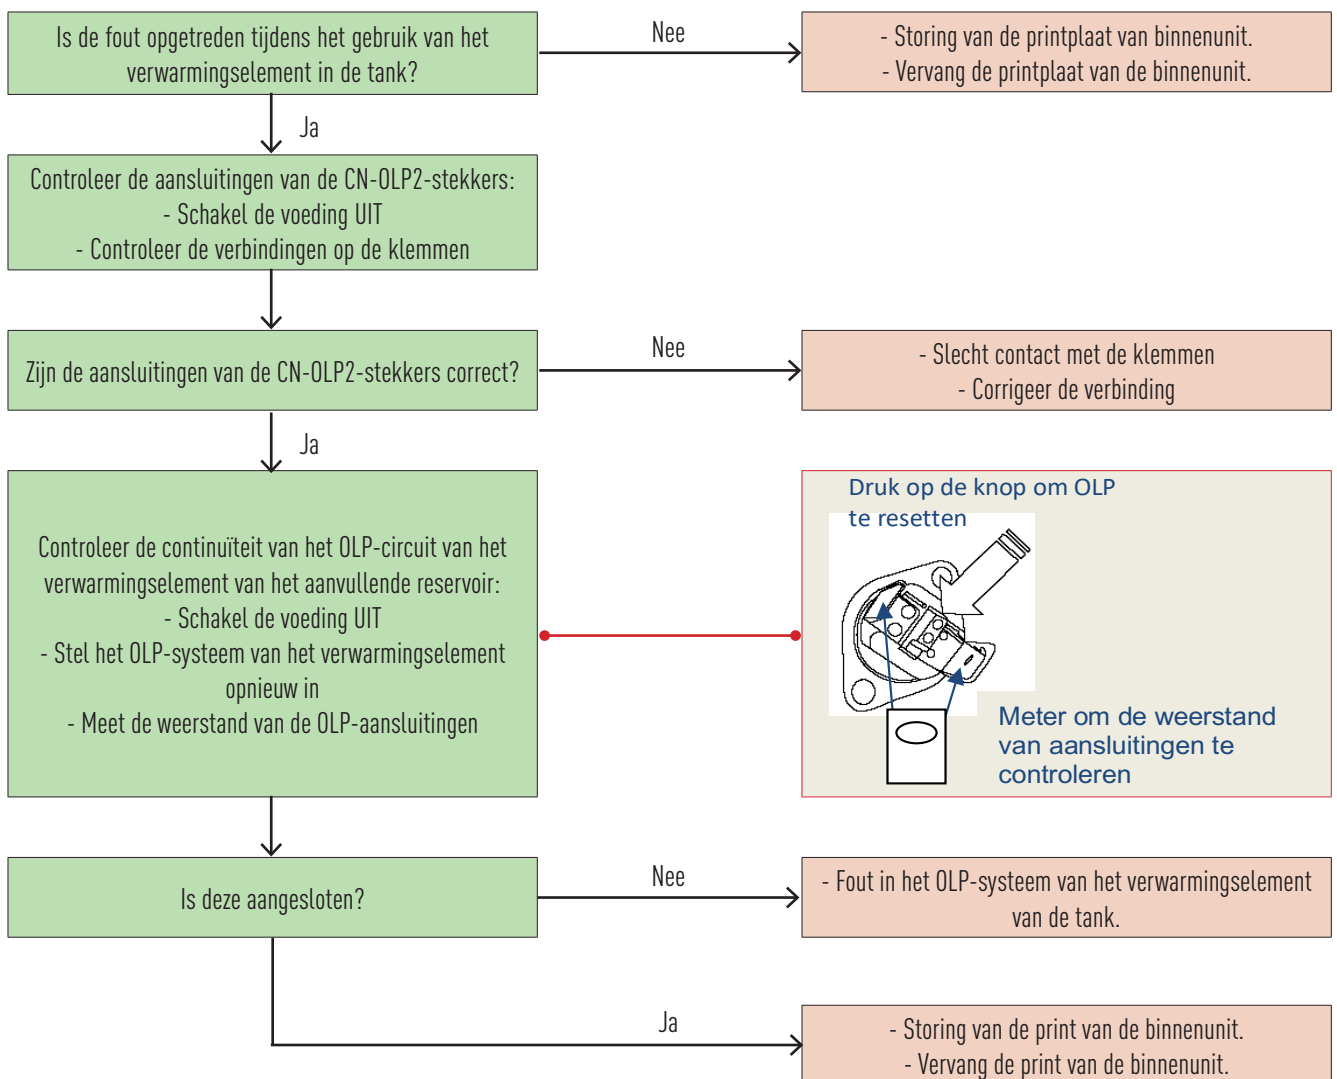 Is de fout opgetreden tijdens het gebruik van het
verwarmingselement in de tank?
Nee
- Storing van de printplaat van binnenunit.
- Vervang de printplaat van de binnenunit.
Ja
Controleer de aansluitingen van de CN-OLP2-stekkers:
- Schakel de voeding UIT
- Controleer de verbindingen op de klemmen
Zijn de aansluitingen van de CN-OLP2-stekkers correct?
Nee
- Slecht contact met de klemmen
- Corrigeer de verbinding
Ja
Controleer de continuïteit van het OLP-circuit van het
verwarmingselement van het aanvullende reservoir:
- Schakel de voeding UIT
- Stel het OLP-systeem van het verwarmingselement
opnieuw in
- Meet de weerstand van de OLP-aansluitingen
Druk op de knop om OLP
te resetten
Meter om de weerstand
van aansluitingen te
controleren
Is deze aangesloten?
Nee
- Fout in het OLP-systeem van het verwarmingselement
van de tank.
Ja
- Storing van de print van de binnenunit.
- Vervang de print van de binnenunit.